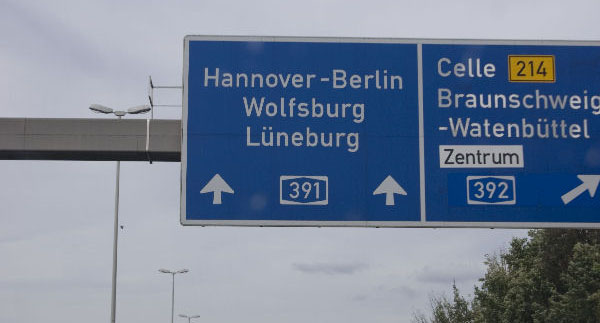 Hannover-Berlin
Wolfsburg
Lüneburg
391
Celle 214
Braunschweig
-Watenbüttel
Zentrum
392